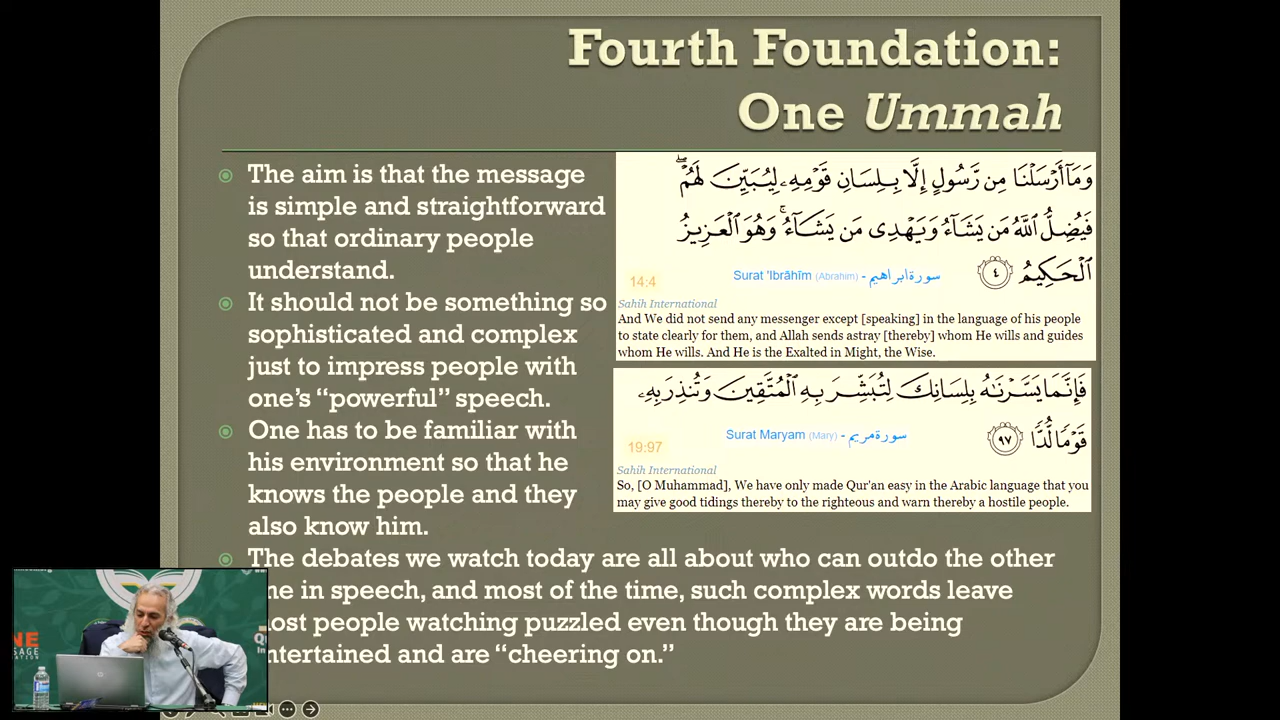 Fourth Foundation:
One Ummah
The aim is that the message
is simple and straightforward
so that ordinary people
understand.
It should not be something so
sophisticated and complex
just to impress people with
one’s “powerful” speech.
One has to be familiar with
his environment so that he
knows the people and they
also know him.
The debates we watch today are all about who can outdo the other
in speech, and most of the time, such complex words leave
people watching puzzled even though they are being
and are “cheering on.”
وَمَآ أَرْسَلْنَا مِن رَّسُولٍ إِلَّا بِلِسَانِ قَوْمِهِۦ لِيُبَيِّنَ لَهُمْ ۖ
فَيُضِلُّ ٱللَّهُ مَن يَشَآءُ وَيَهْدِى مَن يَشَآءُ ۚ وَهُوَ ٱلْعَزِيزُ
ٱلْحَكِيمُ ٤
14:4 Surat 'Ibrāhīm (Abrahim) - سورة ابراهيم
Sahih International
And We did not send any messenger except [speaking] in the language of his people
to state clearly for them, and Allah sends astray [thereby] whom He wills and guides
whom He wills. And He is the Exalted in Might, the Wise.
فَإِنَّمَا يَسَّرْنَـٰهُ بِلِسَانِكَ لِتُبَشِّرَ بِهِ ٱلْمُتَّقِينَ وَتُنذِرَ بِهِۦ
قَوْمًا لُّدًّا ٩٧
19:97 Surat Maryam (Mary) - سورة مريم
Sahih International
So, [O Muhammad], We have only made Qur'an easy in the Arabic language that you
may give good tidings thereby to the righteous and warn thereby a hostile people.